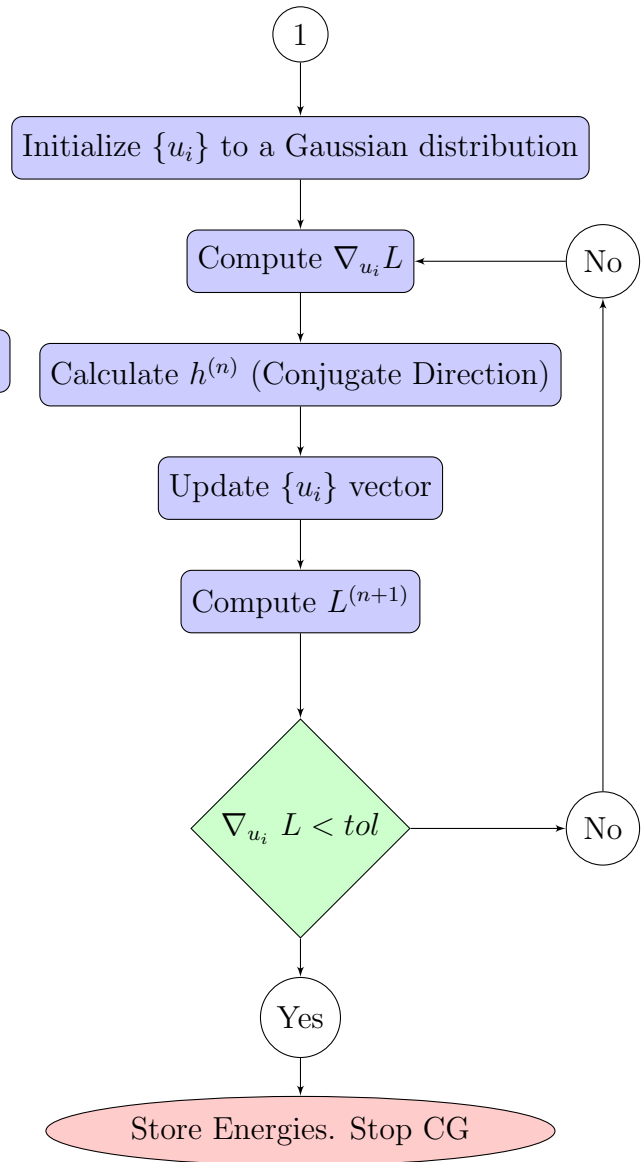 1
Initialize {u_i} to a Gaussian distribution
Compute ∇_{u_i} L
No
Calculate h^{(n)} (Conjugate Direction)
Update {u_i} vector
Compute L^{(n+1)}
∇_{u_i} L < tol
No
Yes
Store Energies. Stop CG